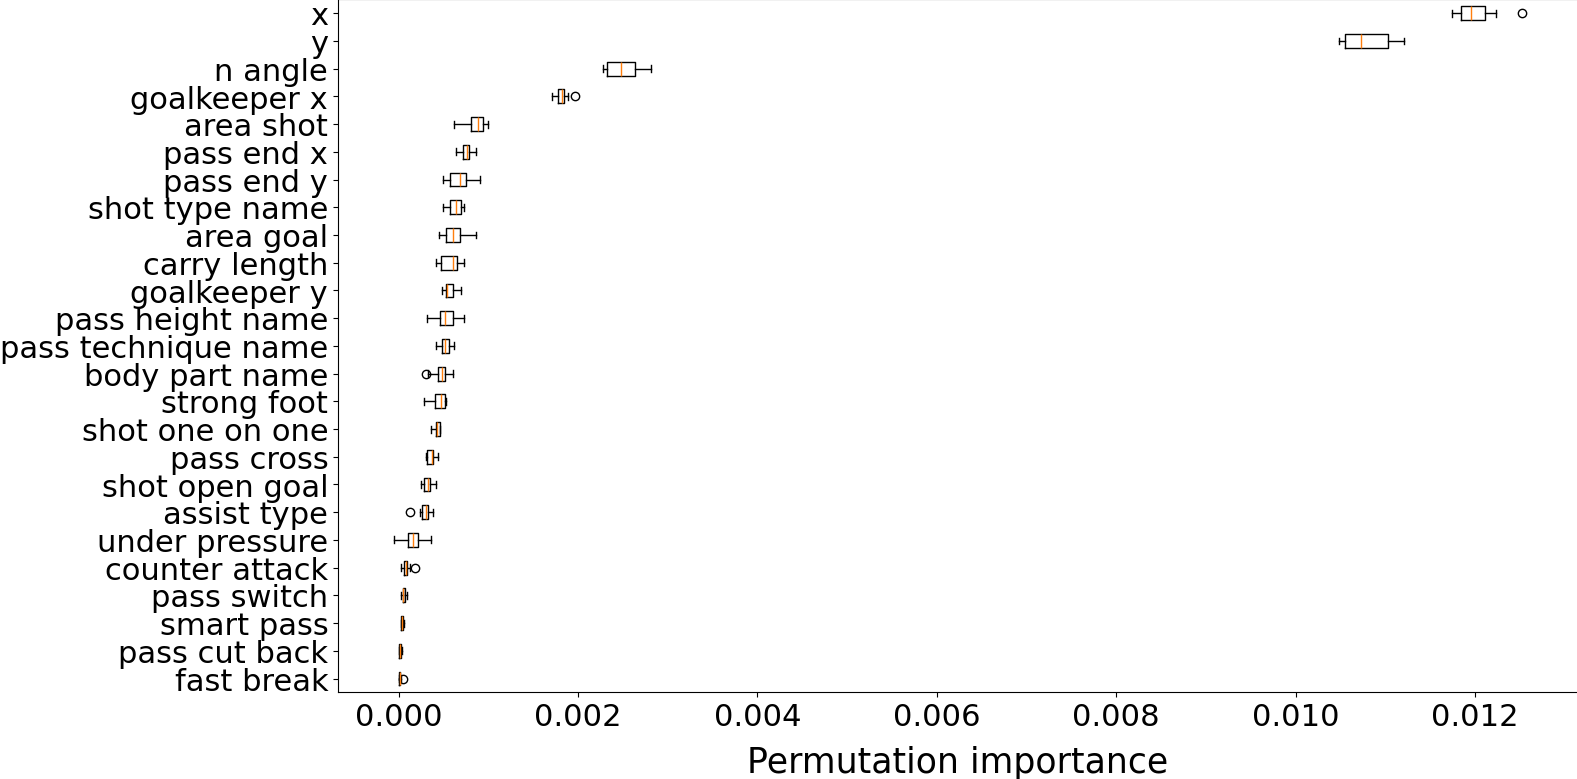 x
y
n angle
goalkeeper x
area shot
pass end x
pass end y
shot type name
area goal
carry length
goalkeeper y
pass height name
pass technique name
body part name
strong foot
shot one on one
pass cross
shot open goal
assist type
under pressure
counter attack
pass switch
smart pass
pass cut back
fast break
0.000 0.002 0.004 0.006 0.008 0.010 0.012
Permutation importance